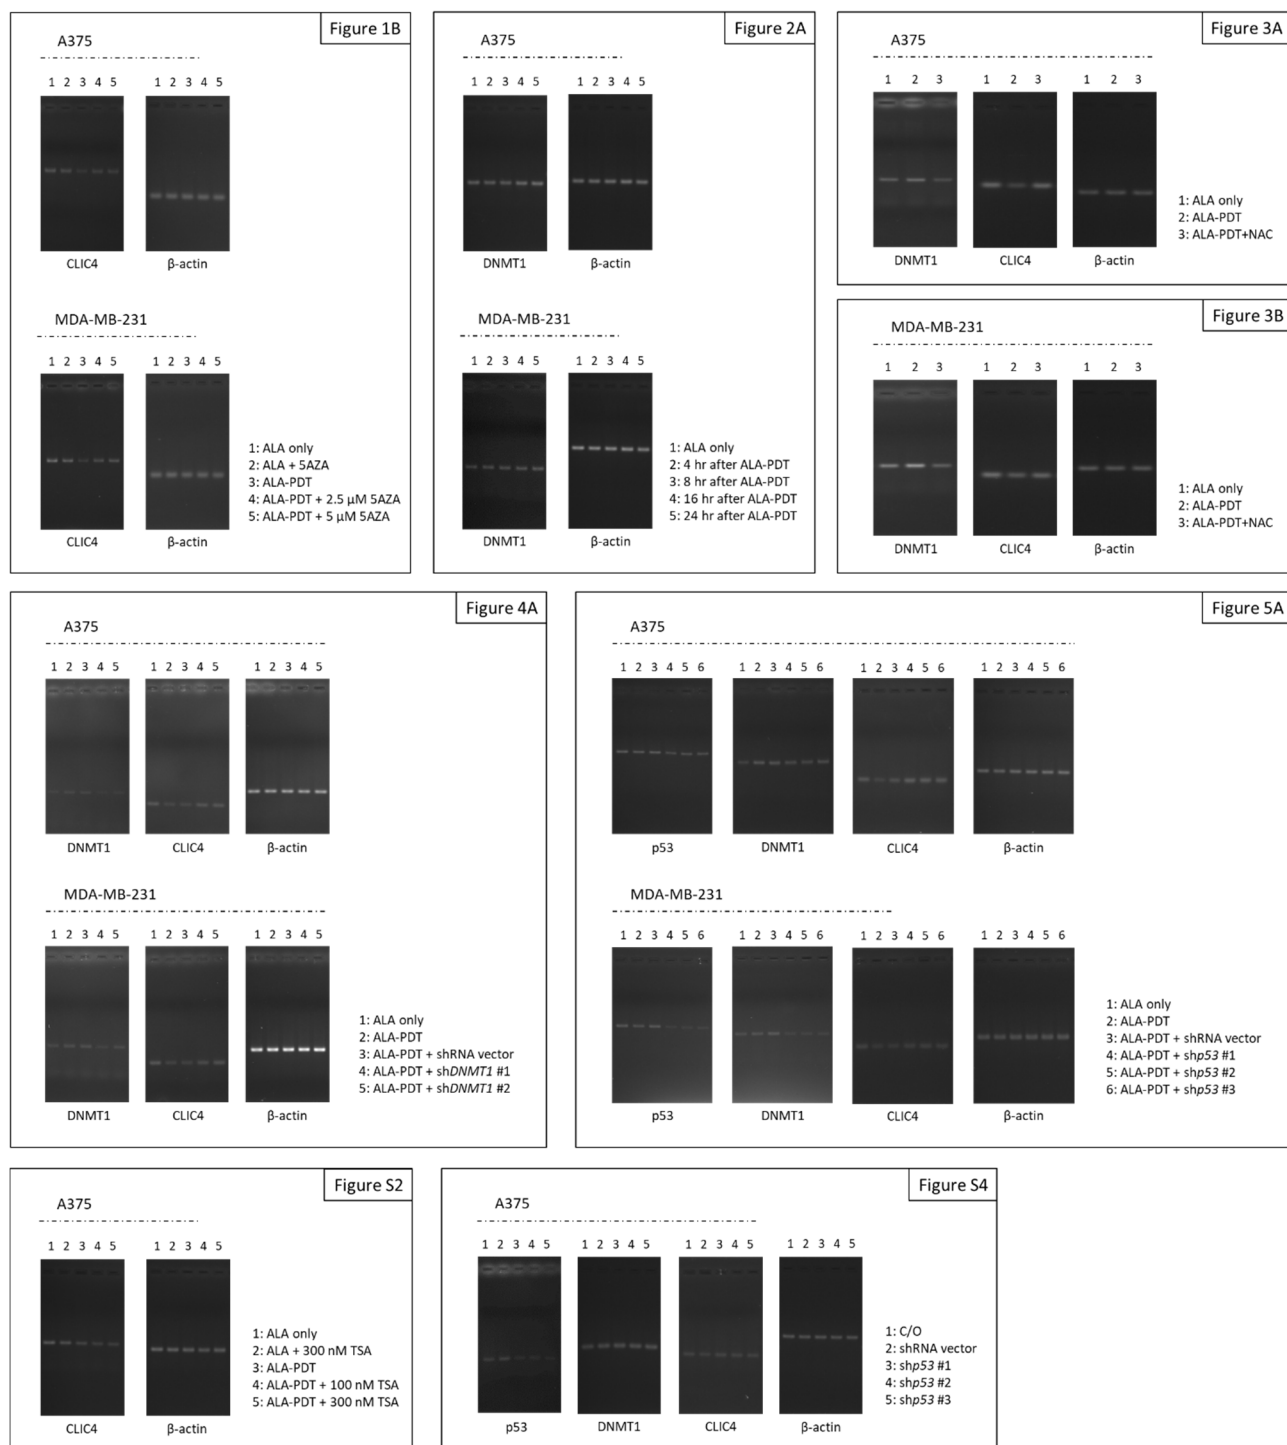 Figure 1B
A375
1 2 3 4 5
CLIC4 β-actin
MDA-MB-231
1 2 3 4 5 1 2 3 4 5
1: ALA only
2: ALA + 5AZA
3: ALA-PDT
4: ALA-PDT + 2.5 µM 5AZA
5: ALA-PDT + 5 µM 5AZA
CLIC4 β-actin
Figure 2A
A375
1 2 3 4 5 1 2 3 4 5
DNMT1 β-actin
MDA-MB-231
1 2 3 4 5 1 2 3 4 5
1: ALA only
2: 4 hr after ALA-PDT
3: 8 hr after ALA-PDT
4: 16 hr after ALA-PDT
5: 24 hr after ALA-PDT
DNMT1 β-actin
Figure 3A
A375
1 2 3 1 2 3 1 2 3
1: ALA only
2: ALA-PDT
3: ALA-PDT+NAC
DNMT1 CLIC4 β-actin
Figure 3B
MDA-MB-231
1 2 3 1 2 3 1 2 3
1: ALA only
2: ALA-PDT
3: ALA-PDT+NAC
DNMT1 CLIC4 β-actin
Figure 4A
A375
1 2 3 4 5 1 2 3 4 5 1 2 3 4 5
DNMT1 CLIC4 β-actin
MDA-MB-231
1 2 3 4 5 1 2 3 4 5 1 2 3 4 5
1: ALA only
2: ALA-PDT
3: ALA-PDT + shRNA vector
4: ALA-PDT + shDNMT1 #1
5: ALA-PDT + shDNMT1 #2
DNMT1 CLIC4 β-actin
Figure 5A
A375
1 2 3 4 5 6 1 2 3 4 5 6 1 2 3 4 5 6 1 2 3 4 5 6
p53 DNMT1 CLIC4 β-actin
MDA-MB-231
1 2 3 4 5 6 1 2 3 4 5 6 1 2 3 4 5 6 1 2 3 4 5 6
1: ALA only
2: ALA-PDT
3: ALA-PDT + shRNA vector
4: ALA-PDT + shp53 #1
5: ALA-PDT + shp53 #2
6: ALA-PDT + shp53 #3
p53 DNMT1 CLIC4 β-actin
Figure S2
A375
1 2 3 4 5 1 2 3 4 5
1: ALA only
2: ALA + 300 nM TSA
3: ALA-PDT
4: ALA-PDT + 100 nM TSA
5: ALA-PDT + 300 nM TSA
CLIC4 β-actin
Figure S4
A375
1 2 3 4 5 1 2 3 4 5 1 2 3 4 5 1 2 3 4 5
1: C/O
2: shRNA vector
3: shp53 #1
4: shp53 #2
5: shp53 #3
p53 DNMT1 CLIC4 β-actin